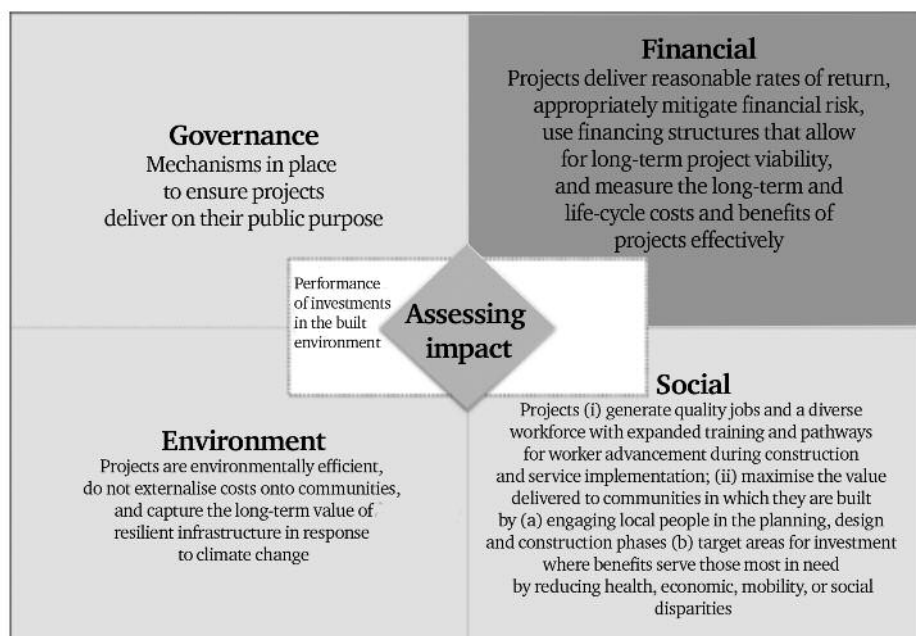 Governance
Mechanisms in place
to ensure projects
deliver on their public purpose
Financial
Projects deliver reasonable rates of return,
appropriately mitigate financial risk,
use financing structures that allow
for long-term project viability,
and measure the long-term and
life-cycle costs and benefits of
projects effectively
Performance
of investments
in the built
environment
Assessing
impact
Environment
Projects are environmentally efficient,
do not externalise costs onto communities,
and capture the long-term value of
resilient infrastructure in response
to climate change
Social
Projects (i) generate quality jobs and a diverse
workforce with expanded training and pathways
for worker advancement during construction
and service implementation; (ii) maximise the value
delivered to communities in which they are built
by (a) engaging local people in the planning, design
and construction phases (b) target areas for investment
where benefits serve those most in need
by reducing health, economic, mobility, or social
disparities